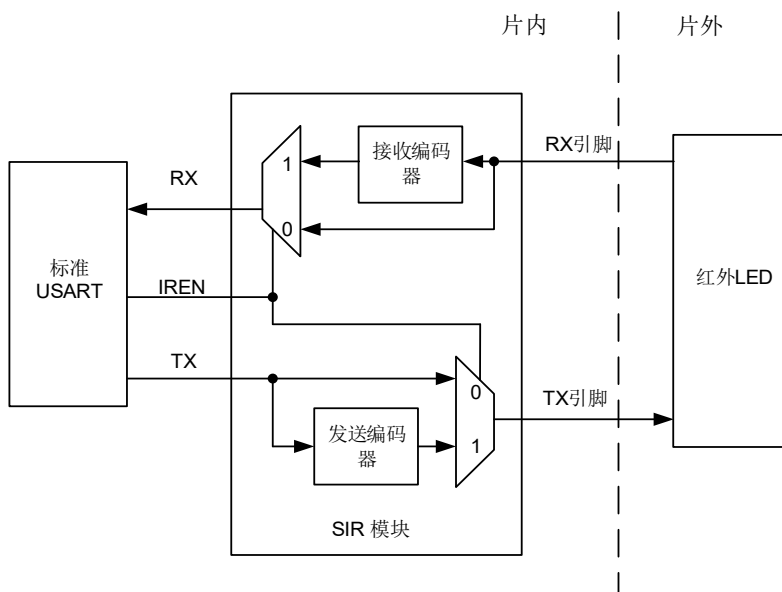 片内
片外
RX引脚
接收编码
器
1
RX
0
标准
USART
IREN
红外LED
TX
0
TX引脚
发送编码
器
1
SIR 模块